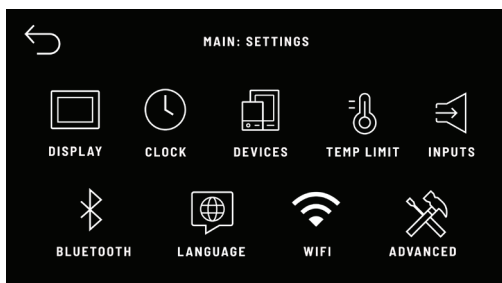 MAIN: SETTINGS
DISPLAY CLOCK DEVICES TEMP LIMIT INPUTS
BLUETOOTH LANGUAGE WIFI ADVANCED